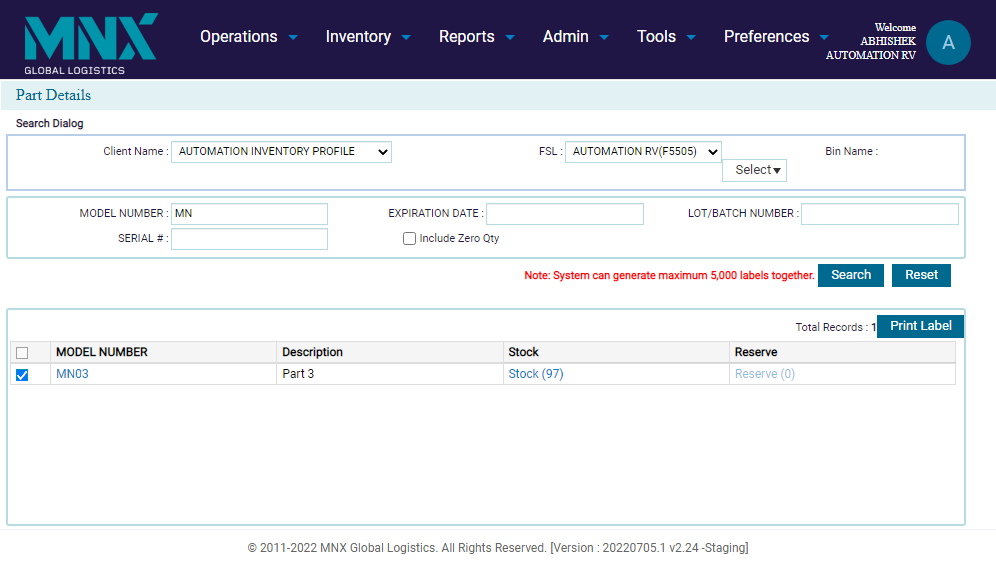 MNX
GLOBAL LOGISTICS
Operations Inventory Reports Admin Tools Preferences
Welcome
ABHISHEK
AUTOMATION RV
A
Part Details
Search Dialog
Client Name : AUTOMATION INVENTORY PROFILE FSL : AUTOMATION RV(F5505) Bin Name :
Select
MODEL NUMBER : MN EXPIRATION DATE : LOT/BATCH NUMBER :
SERIAL # : Include Zero Qty
Note: System can generate maximum 5,000 labels together. Search Reset
Total Records : 1 Print Label
MODEL NUMBER Description Stock Reserve
MN03 Part 3 Stock (97) Reserve (0)
© 2011-2022 MNX Global Logistics. All Rights Reserved. [Version : 20220705.1 v2.24 -Staging]